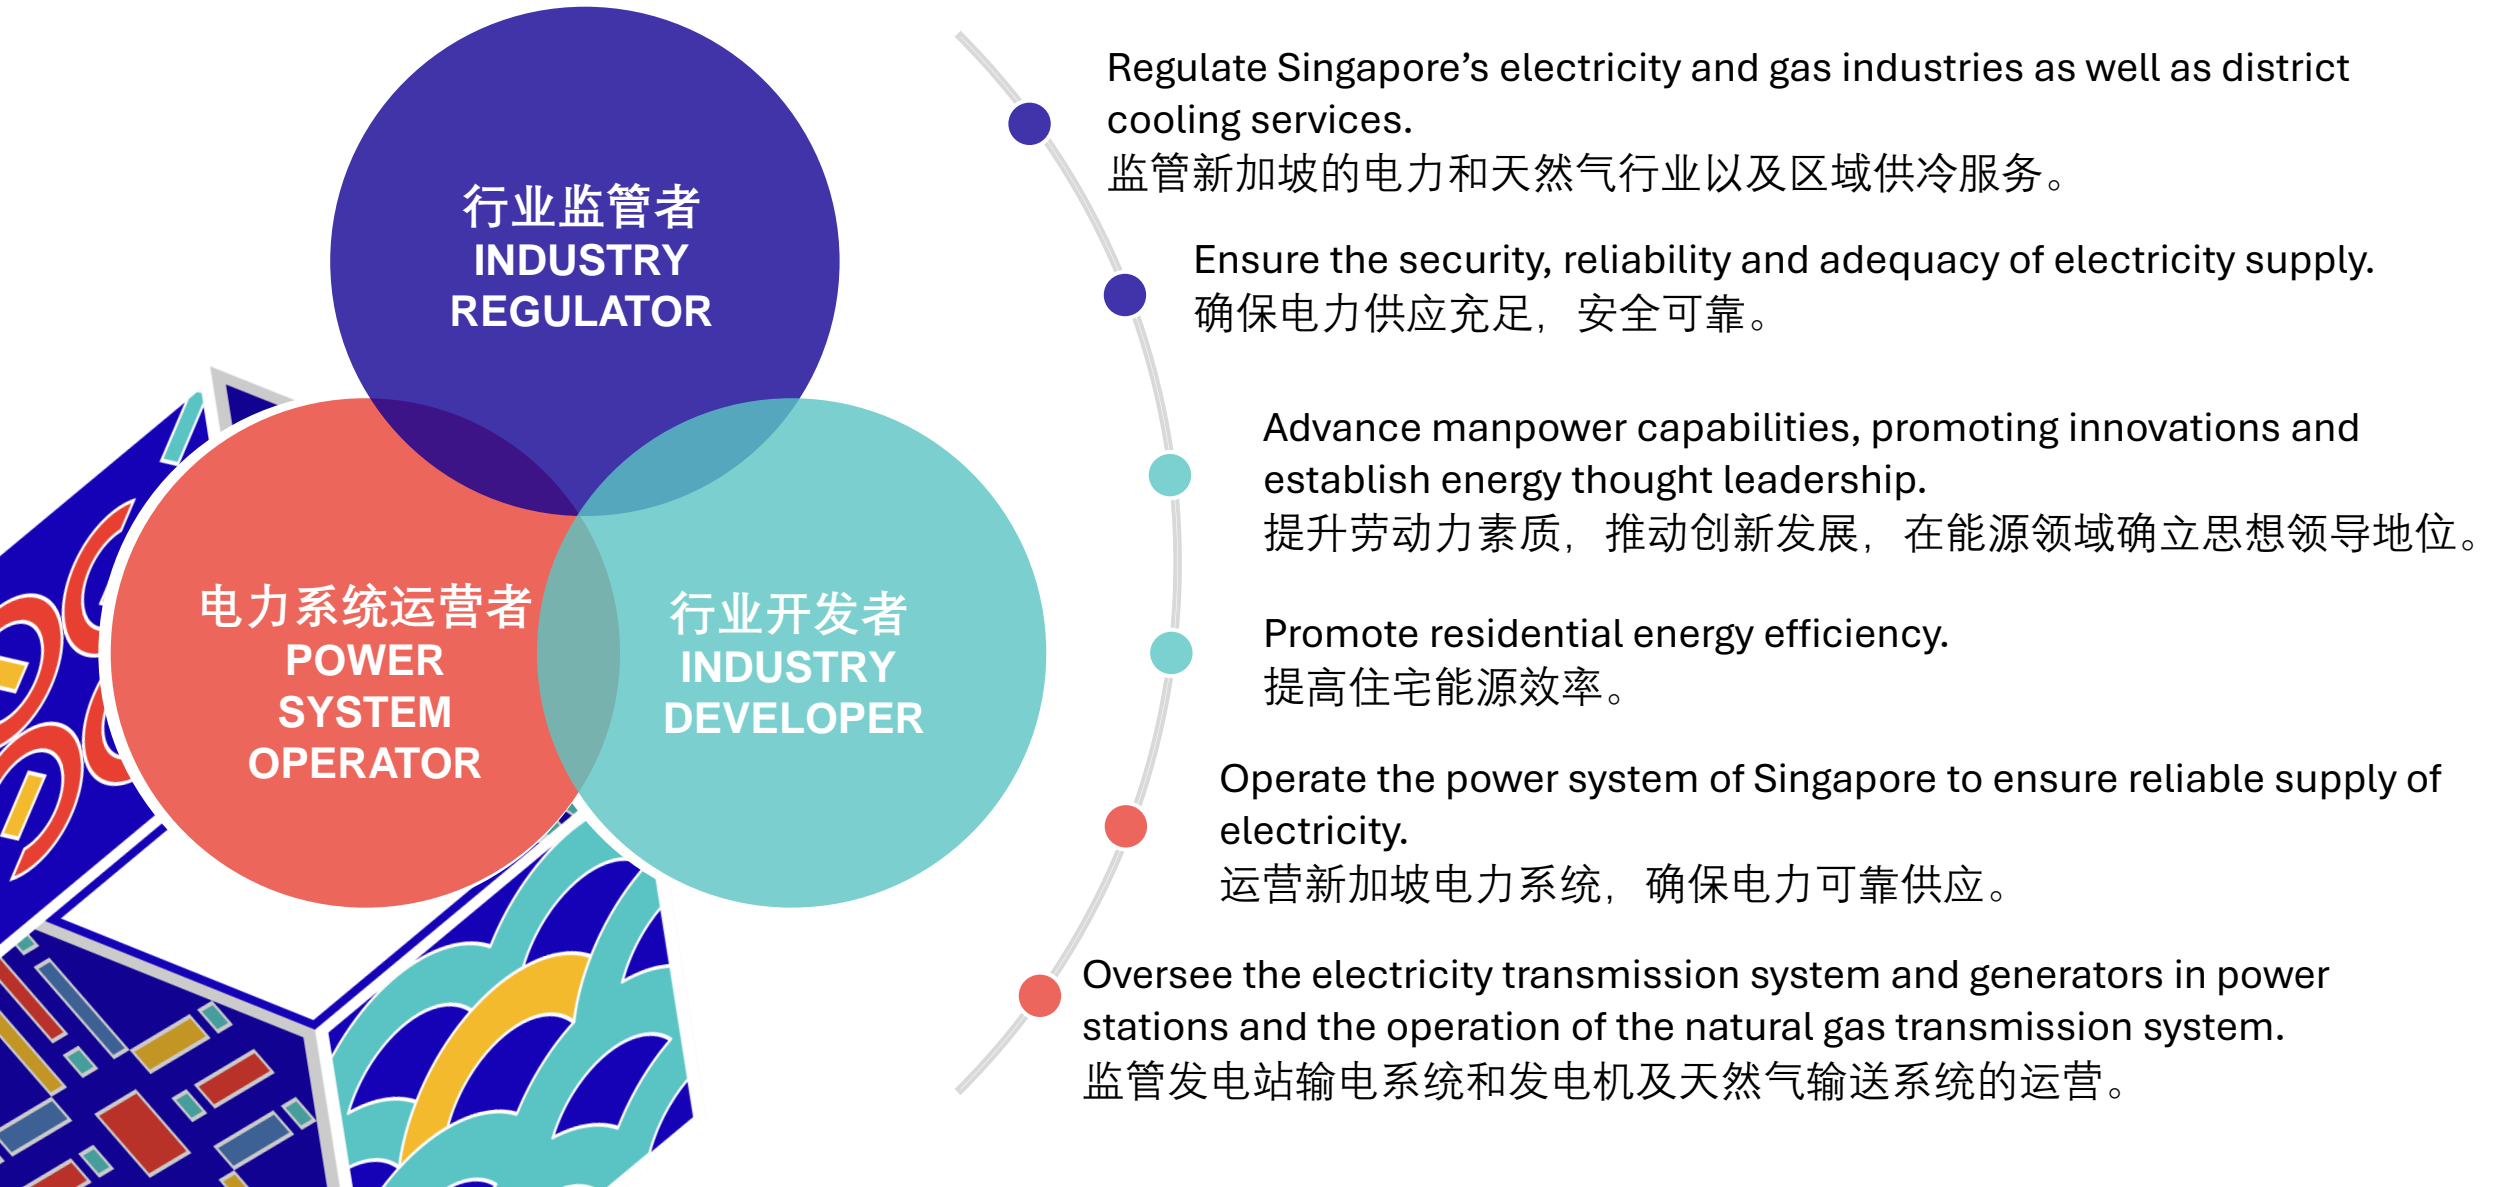 行业监管者
INDUSTRY
REGULATOR
电力系统运营者
POWER
SYSTEM
OPERATOR
行业开发者
INDUSTRY
DEVELOPER
Regulate Singapore’s electricity and gas industries as well as district
cooling services.
监管新加坡的电力和天然气行业以及区域供冷服务。
Ensure the security, reliability and adequacy of electricity supply.
确保电力供应充足，安全可靠。
Advance manpower capabilities, promoting innovations and
establish energy thought leadership.
提升劳动力素质，推动创新发展，在能源领域确立思想领导地位。
Promote residential energy efficiency.
提高住宅能源效率。
Operate the power system of Singapore to ensure reliable supply of
electricity.
运营新加坡电力系统，确保电力可靠供应。
Oversee the electricity transmission system and generators in power
stations and the operation of the natural gas transmission system.
监管发电站输电系统和发电机及天然气输送系统的运营。